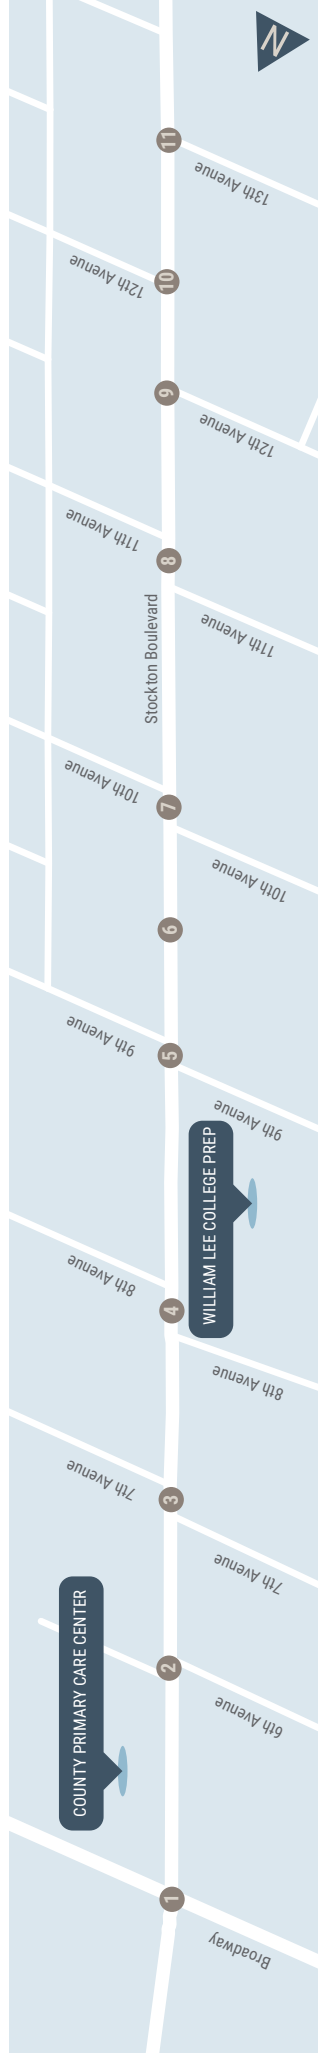 N
11
13th Avenue
12th Avenue
10
9
12th Avenue
11th Avenue
8
Stockton Boulevard
11th Avenue
10th Avenue
7
10th Avenue
6
9th Avenue
5
9th Avenue
WILLIAM LEE COLLEGE PREP
8th Avenue
4
8th Avenue
7th Avenue
3
7th Avenue
COUNTY PRIMARY CARE CENTER
2
6th Avenue
1
Broadway